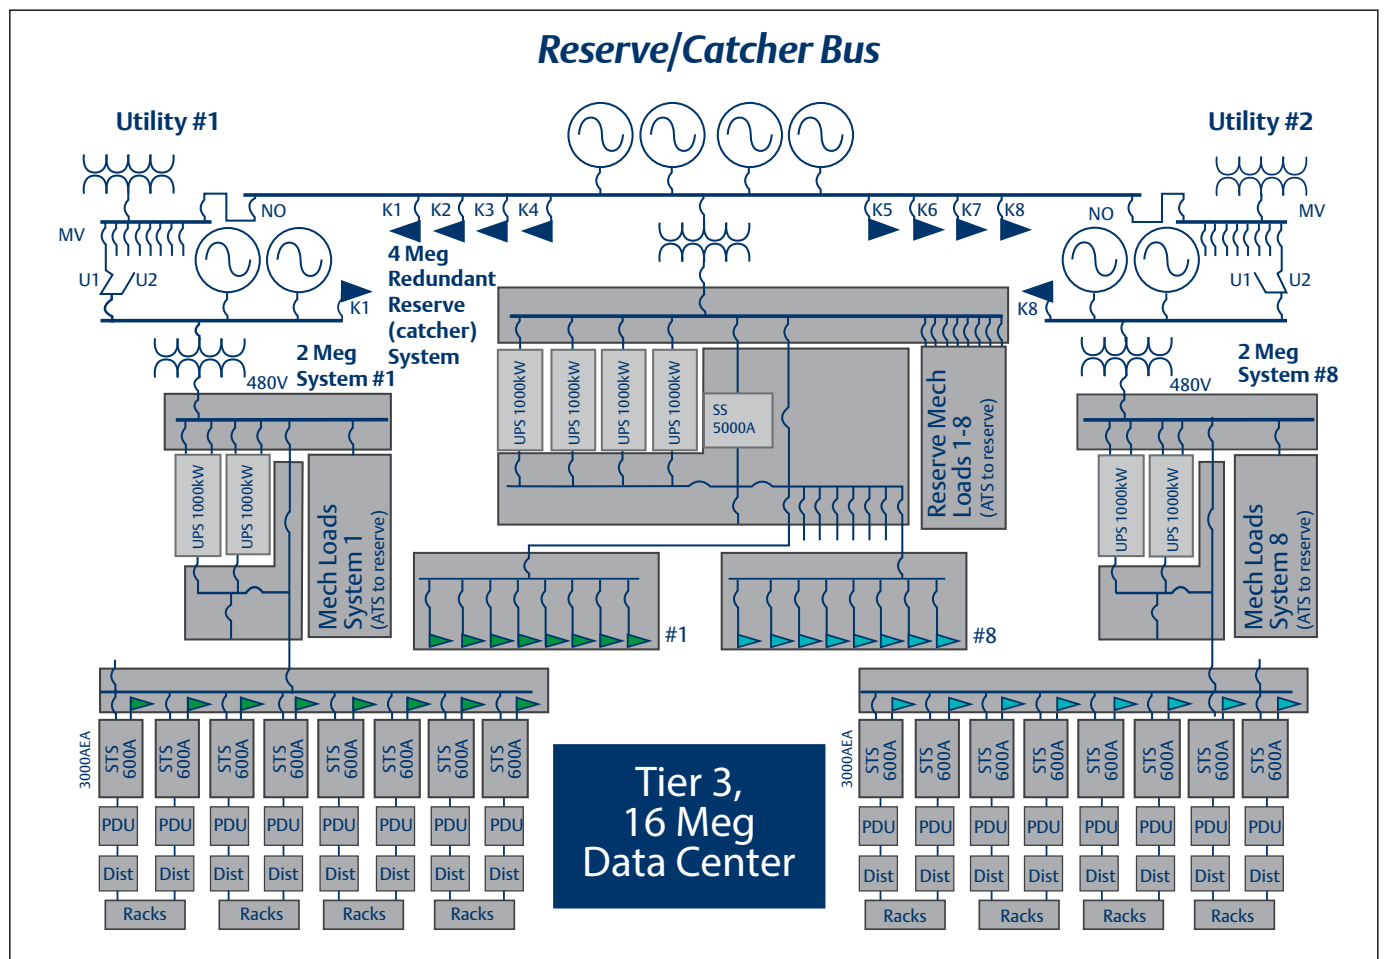 Reserve/Catcher Bus
Utility #1
Utility #2
NO
K1
K2
K3
K4
K5
K6
K7
K8
NO
MV
MV
U1
U2
K1
4 Meg
Redundant
Reserve
(catcher)
System
K8
U1
U2
2 Meg
System #1
480V
2 Meg
System #8
480V
UPS 1000kW
UPS 1000kW
UPS 1000kW
UPS 1000kW
SS
5000A
Reserve Mech
Loads 1-8
(ATS to reserve)
UPS 1000kW
UPS 1000kW
Mech Loads
System 1
(ATS to reserve)
UPS 1000kW
UPS 1000kW
Mech Loads
System 8
(ATS to reserve)
#1
#8
3000AEA
STS
600A
STS
600A
STS
600A
STS
600A
STS
600A
STS
600A
STS
600A
STS
600A
PDU
PDU
PDU
PDU
PDU
PDU
PDU
PDU
Dist
Dist
Dist
Dist
Dist
Dist
Dist
Dist
Racks
Racks
Racks
Racks
Tier 3,
16 Meg
Data Center
3000AEA
STS
600A
STS
600A
STS
600A
STS
600A
STS
600A
STS
600A
STS
600A
STS
600A
PDU
PDU
PDU
PDU
PDU
PDU
PDU
PDU
Dist
Dist
Dist
Dist
Dist
Dist
Dist
Dist
Racks
Racks
Racks
Racks